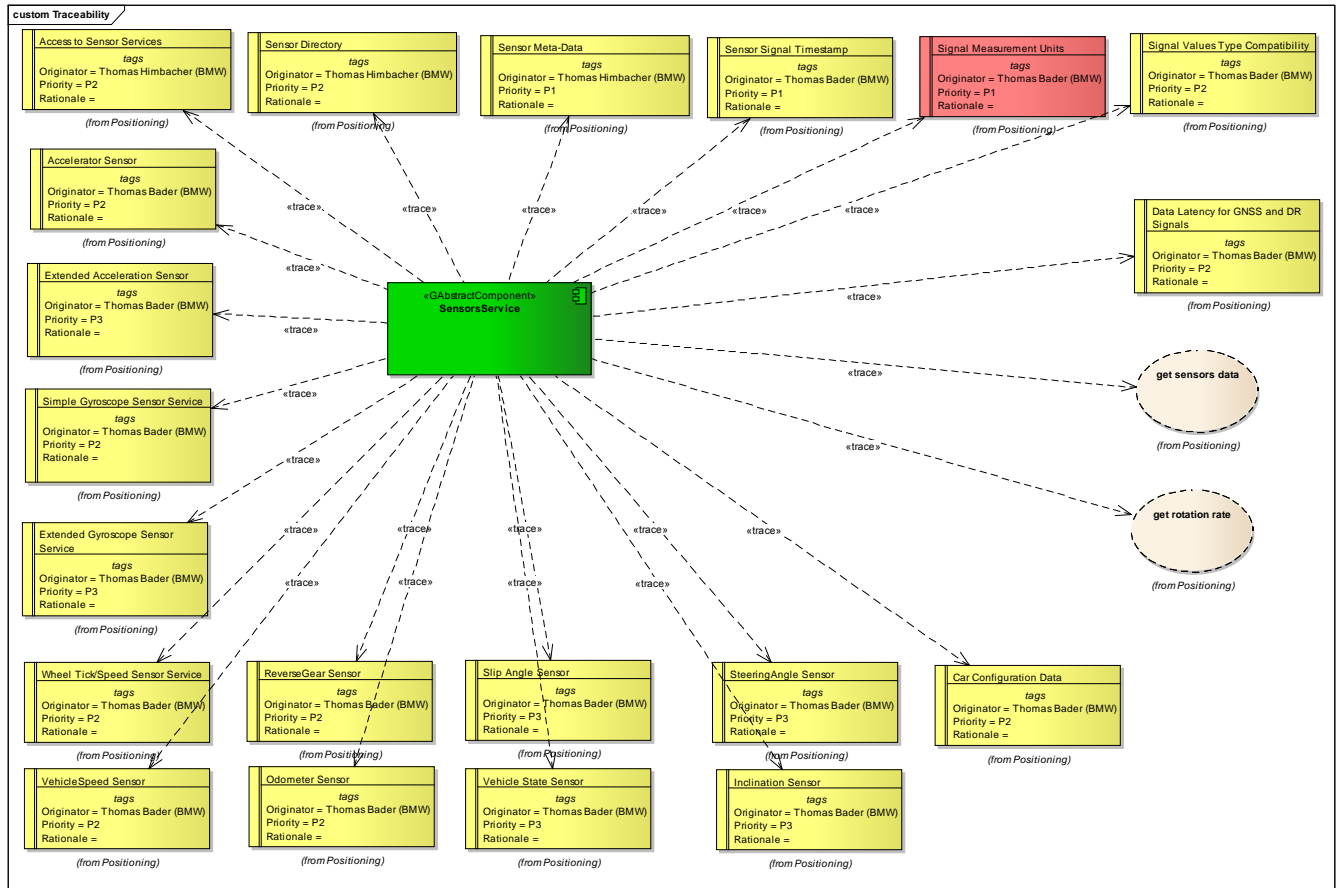 custom Traceability
Access to Sensor Services
tags
Originator = Thomas Himbacher (BMW)
Priority = P2
Rationale =
(from Positioning)
Sensor Directory
tags
Originator = Thomas Himbacher (BMW)
Priority = P2
Rationale =
(from Positioning)
Sensor Meta-Data
tags
Originator = Thomas Himbacher (BMW)
Priority = P1
Rationale =
(from Positioning)
Sensor Signal Timestamp
tags
Originator = Thomas Bader (BMW)
Priority = P1
Rationale =
(from Positioning)
Signal Measurement Units
tags
Originator = Thomas Bader (BMW)
Priority = P1
Rationale =
(from Positioning)
Signal Values Type Compatibility
tags
Originator = Thomas Bader (BMW)
Priority = P2
Rationale =
(from Positioning)
Accelerator Sensor
tags
Originator = Thomas Bader (BMW)
Priority = P2
Rationale =
(from Positioning)
«trace»
«trace»
«trace»
«trace»
«trace»
«trace»
Data Latency for GNSS and DR
Signals
tags
Originator = Thomas Bader (BMW)
Priority = P2
Rationale =
(from Positioning)
Extended Acceleration Sensor
tags
Originator = Thomas Bader (BMW)
Priority = P3
Rationale =
(from Positioning)
«trace»
«trace»
«GAbstractComponent»
SensorsService
«trace»
«trace»
get sensors data
(from Positioning)
Simple Gyroscope Sensor Service
tags
Originator = Thomas Bader (BMW)
Priority = P2
Rationale =
(from Positioning)
«trace»
«trace»
«trace»
get rotation rate
(from Positioning)
Extended Gyroscope Sensor
Service
tags
Originator = Thomas Bader (BMW)
Priority = P3
Rationale =
(from Positioning)
«trace»
«trace»
«trace»
«trace»
«trace»
«trace»
«trace»
«trace»
«trace»
Wheel Tick/Speed Sensor Service
tags
Originator = Thomas Bader (BMW)
Priority = P2
Rationale =
(from Positioning)
ReverseGear Sensor
tags
Originator = Thomas Bader (BMW)
Priority = P2
Rationale =
(from Positioning)
Slip Angle Sensor
tags
Originator = Thomas Bader (BMW)
Priority = P3
Rationale =
(from Positioning)
SteeringAngle Sensor
tags
Originator = Thomas Bader (BMW)
Priority = P3
Rationale =
(from Positioning)
Car Configuration Data
tags
Originator = Thomas Bader (BMW)
Priority = P2
Rationale =
(from Positioning)
VehicleSpeed Sensor
tags
Originator = Thomas Bader (BMW)
Priority = P2
Rationale =
(from Positioning)
Odometer Sensor
tags
Originator = Thomas Bader (BMW)
Priority = P2
Rationale =
(from Positioning)
Vehicle State Sensor
tags
Originator = Thomas Bader (BMW)
Priority = P3
Rationale =
(from Positioning)
Inclination Sensor
tags
Originator = Thomas Bader (BMW)
Priority = P3
Rationale =
(from Positioning)